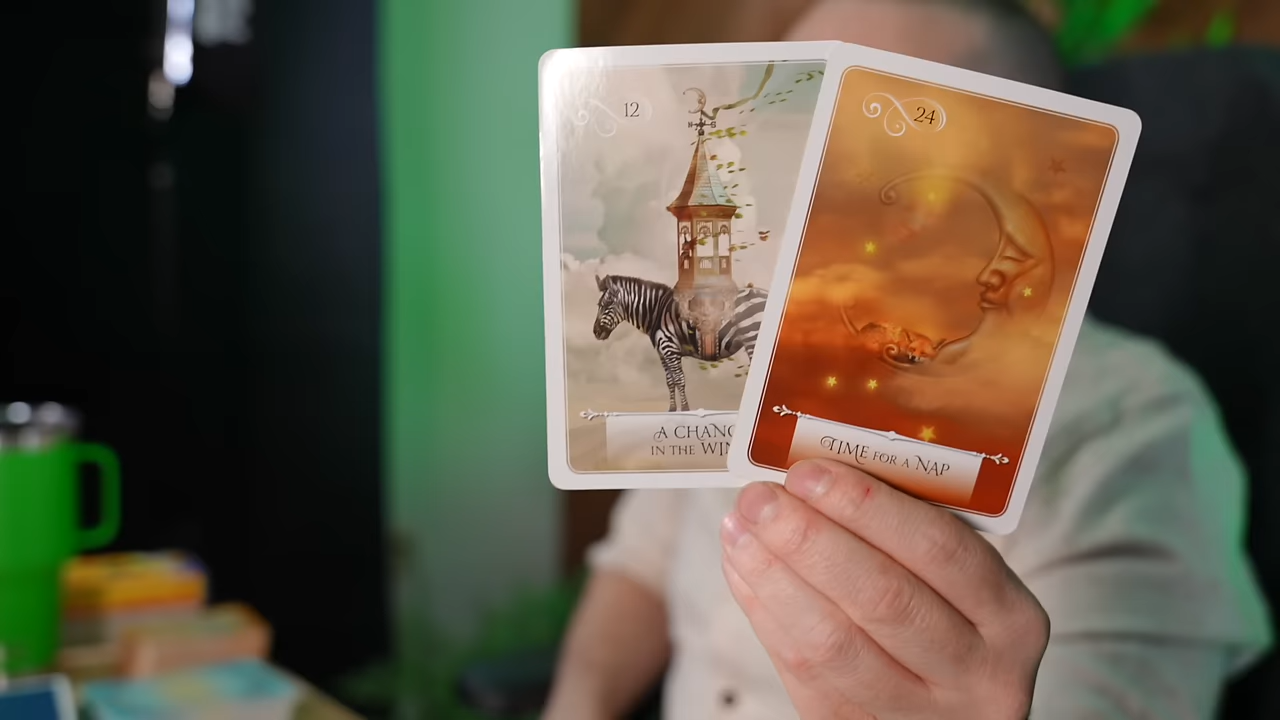 12
N S
A CHANG
IN THE WIN
24
TIME FOR A NAP